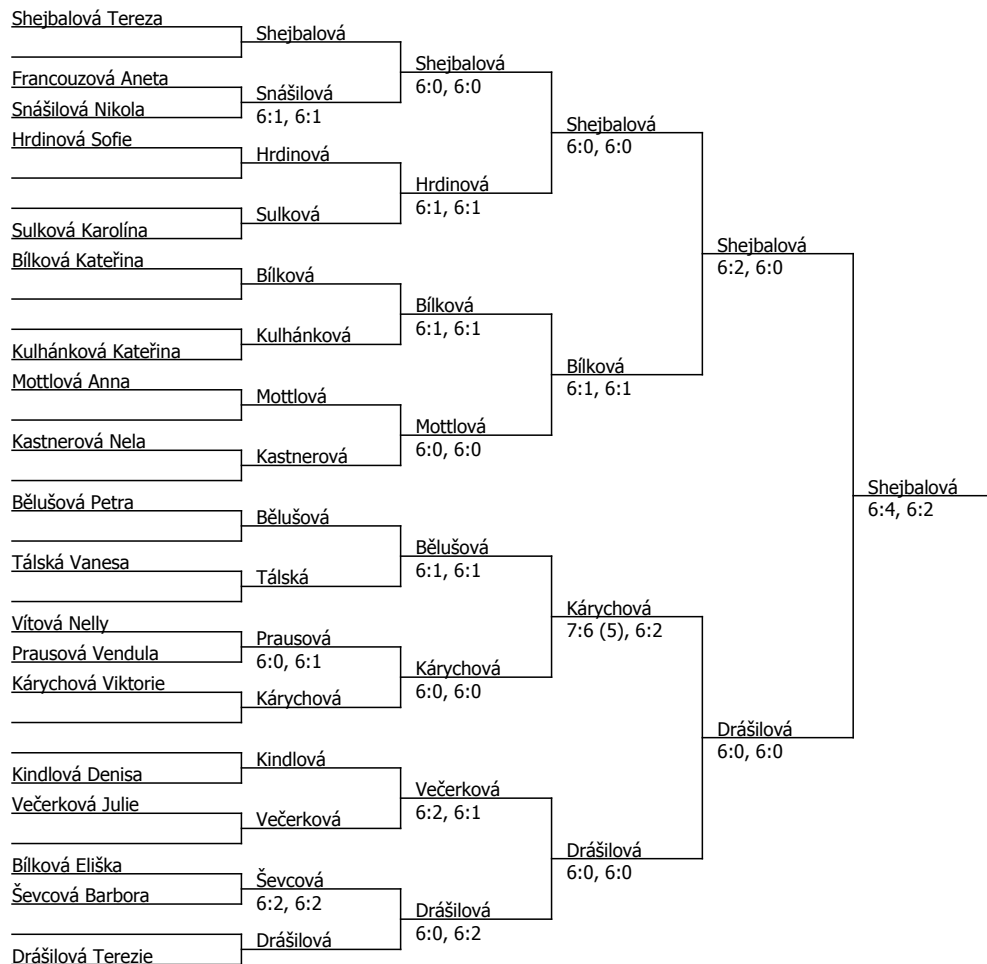 Shejbalová Tereza
Francouzová Aneta
Snášilová Nikola
Hrdinová Sofie
Sulková Karolína
Bílková Kateřina
Kulhánková Kateřina
Mottlová Anna
Kastnerová Nela
Bělušová Petra
Tálská Vanesa
Vítová Nelly
Prausová Vendula
Kárychová Viktorie
Kindlová Denisa
Večerková Julie
Bílková Eliška
Ševcová Barbora
Drášilová Terezie
Shejbalová
Snášilová
6:1, 6:1
Hrdinová
Sulková
Bílková
Kulhánková
Mottlová
Kastnerová
Bělušová
Tálská
Prausová
6:0, 6:1
Kárychová
Kindlová
Večerková
Ševcová
6:2, 6:2
Drášilová
Shejbalová
6:0, 6:0
Hrdinová
6:1, 6:1
Bílková
6:1, 6:1
Mottlová
6:0, 6:0
Bělušová
6:1, 6:1
Kárychová
6:0, 6:0
Večerková
6:2, 6:1
Drášilová
6:0, 6:2
Shejbalová
6:0, 6:0
Bílková
6:1, 6:1
Kárychová
7:6 (5), 6:2
Drášilová
6:0, 6:0
Shejbalová
6:2, 6:0
Drášilová
6:0, 6:0
Shejbalová
6:4, 6:2